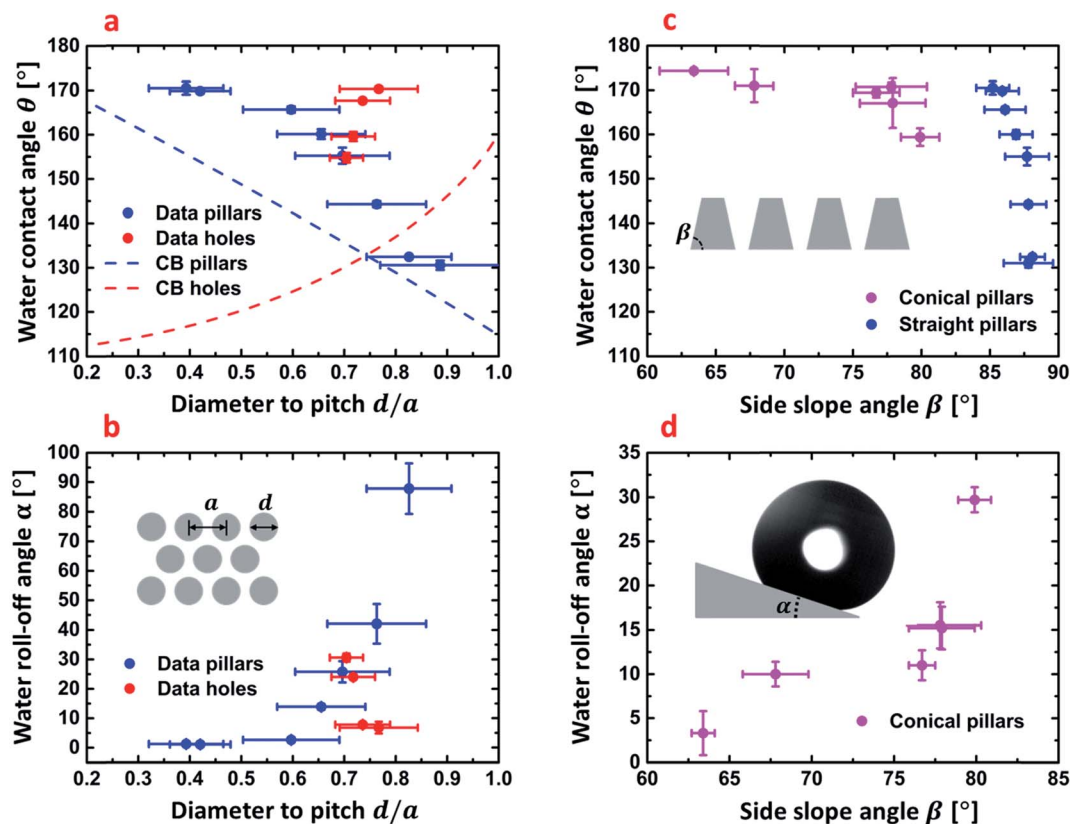 a
Water contact angle θ [°]
180
170
160
150
140
130
120
110
Data pillars
Data holes
CB pillars
CB holes
0.2 0.3 0.4 0.5 0.6 0.7 0.8 0.9 1.0
Diameter to pitch d/a
c
Water contact angle θ [°]
180
170
160
150
140
130
120
110
β
Conical pillars
Straight pillars
60 65 70 75 80 85 90
Side slope angle β [°]
b
Water roll-off angle α [°]
100
90
80
70
60
50
40
30
20
10
0
a d
Data pillars
Data holes
0.2 0.3 0.4 0.5 0.6 0.7 0.8 0.9 1.0
Diameter to pitch d/a
d
Water roll-off angle α [°]
35
30
25
20
15
10
5
0
α
Conical pillars
60 65 70 75 80 85
Side slope angle β [°]